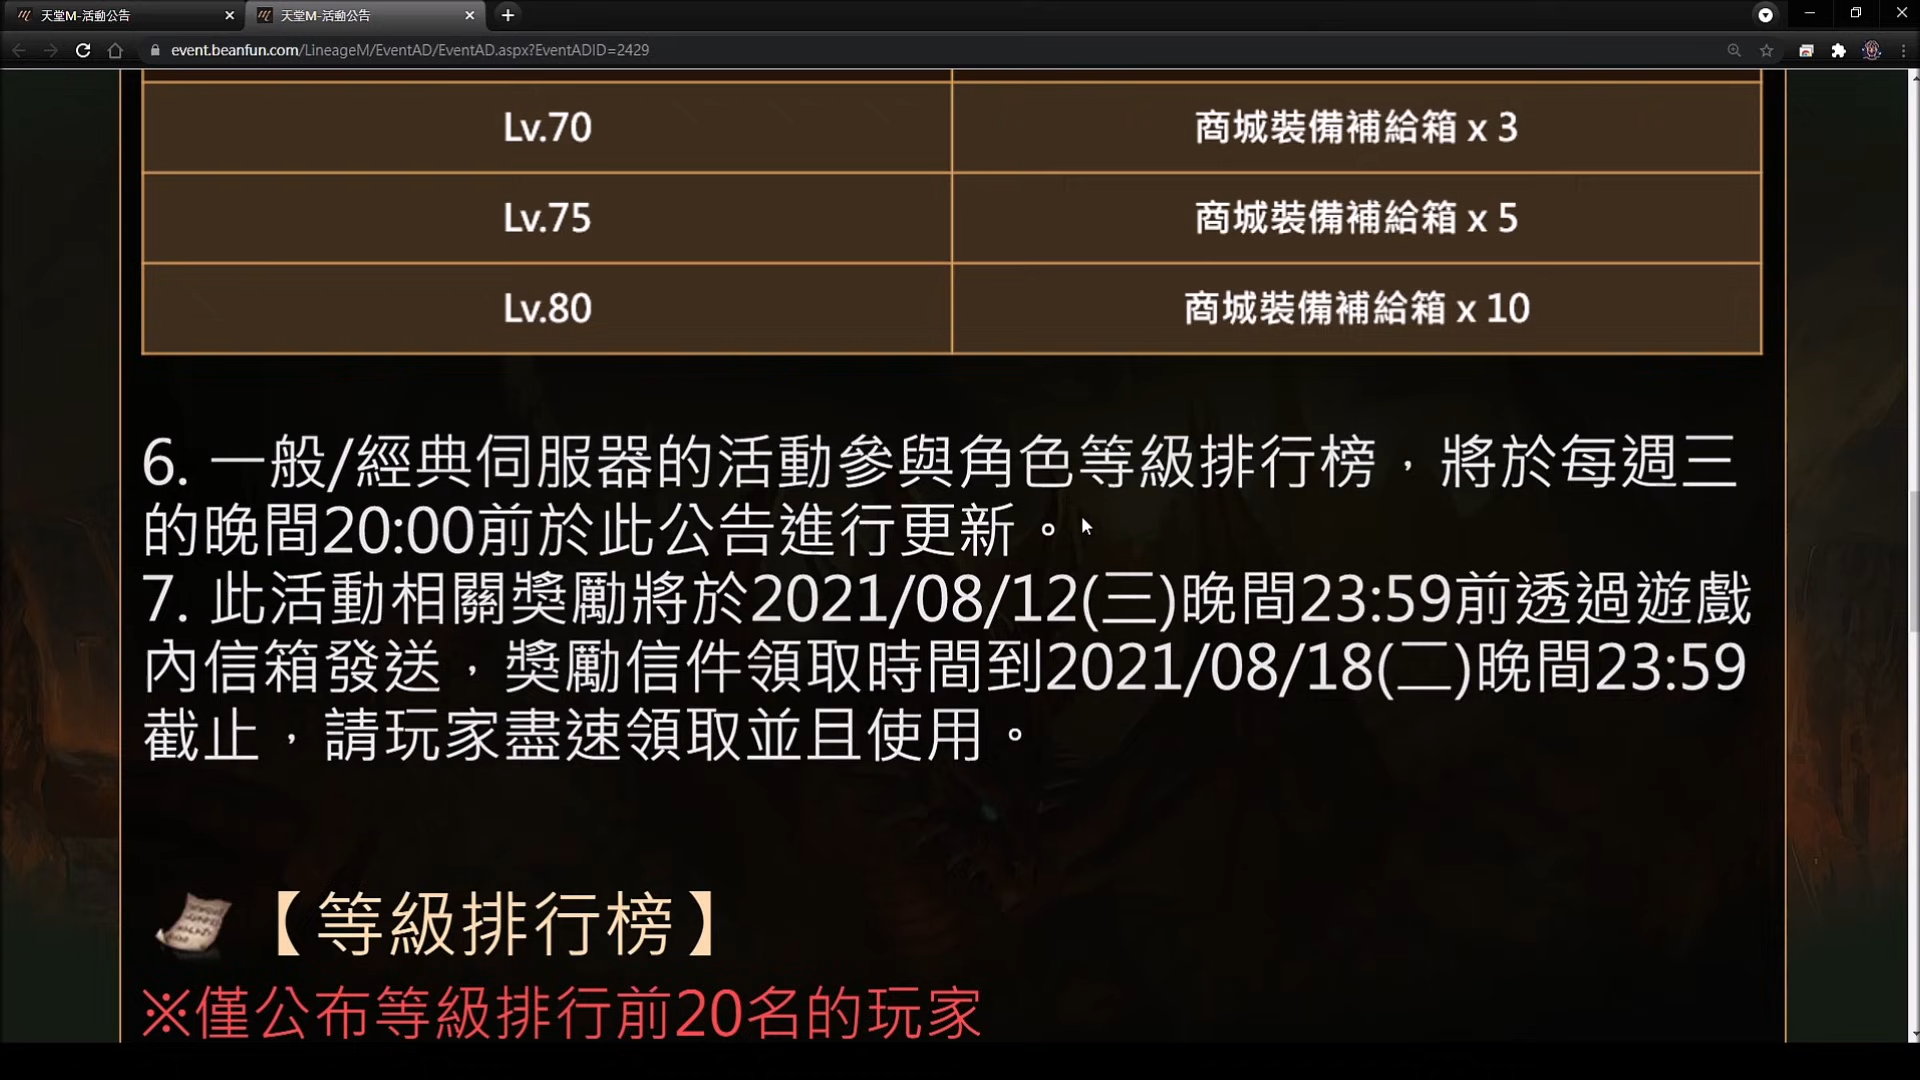 天堂M-活動公告
天堂M-活動公告
event.beanfun.com/LineageM/EventAD/EventAD.aspx?EventADID=2429
Lv.70 商城裝備補給箱 x 3
Lv.75 商城裝備補給箱 x 5
Lv.80 商城裝備補給箱 x 10
6. 一般/經典伺服器的活動參與角色等級排行榜，將於每週三
的晚間20:00前於此公告進行更新。
7. 此活動相關獎勵將於2021/08/12(三)晚間23:59前透過遊戲
內信箱發送，獎勵信件領取時間到2021/08/18(二)晚間23:59
截止，請玩家盡速領取並且使用。
【等級排行榜】
※僅公布等級排行前20名的玩家